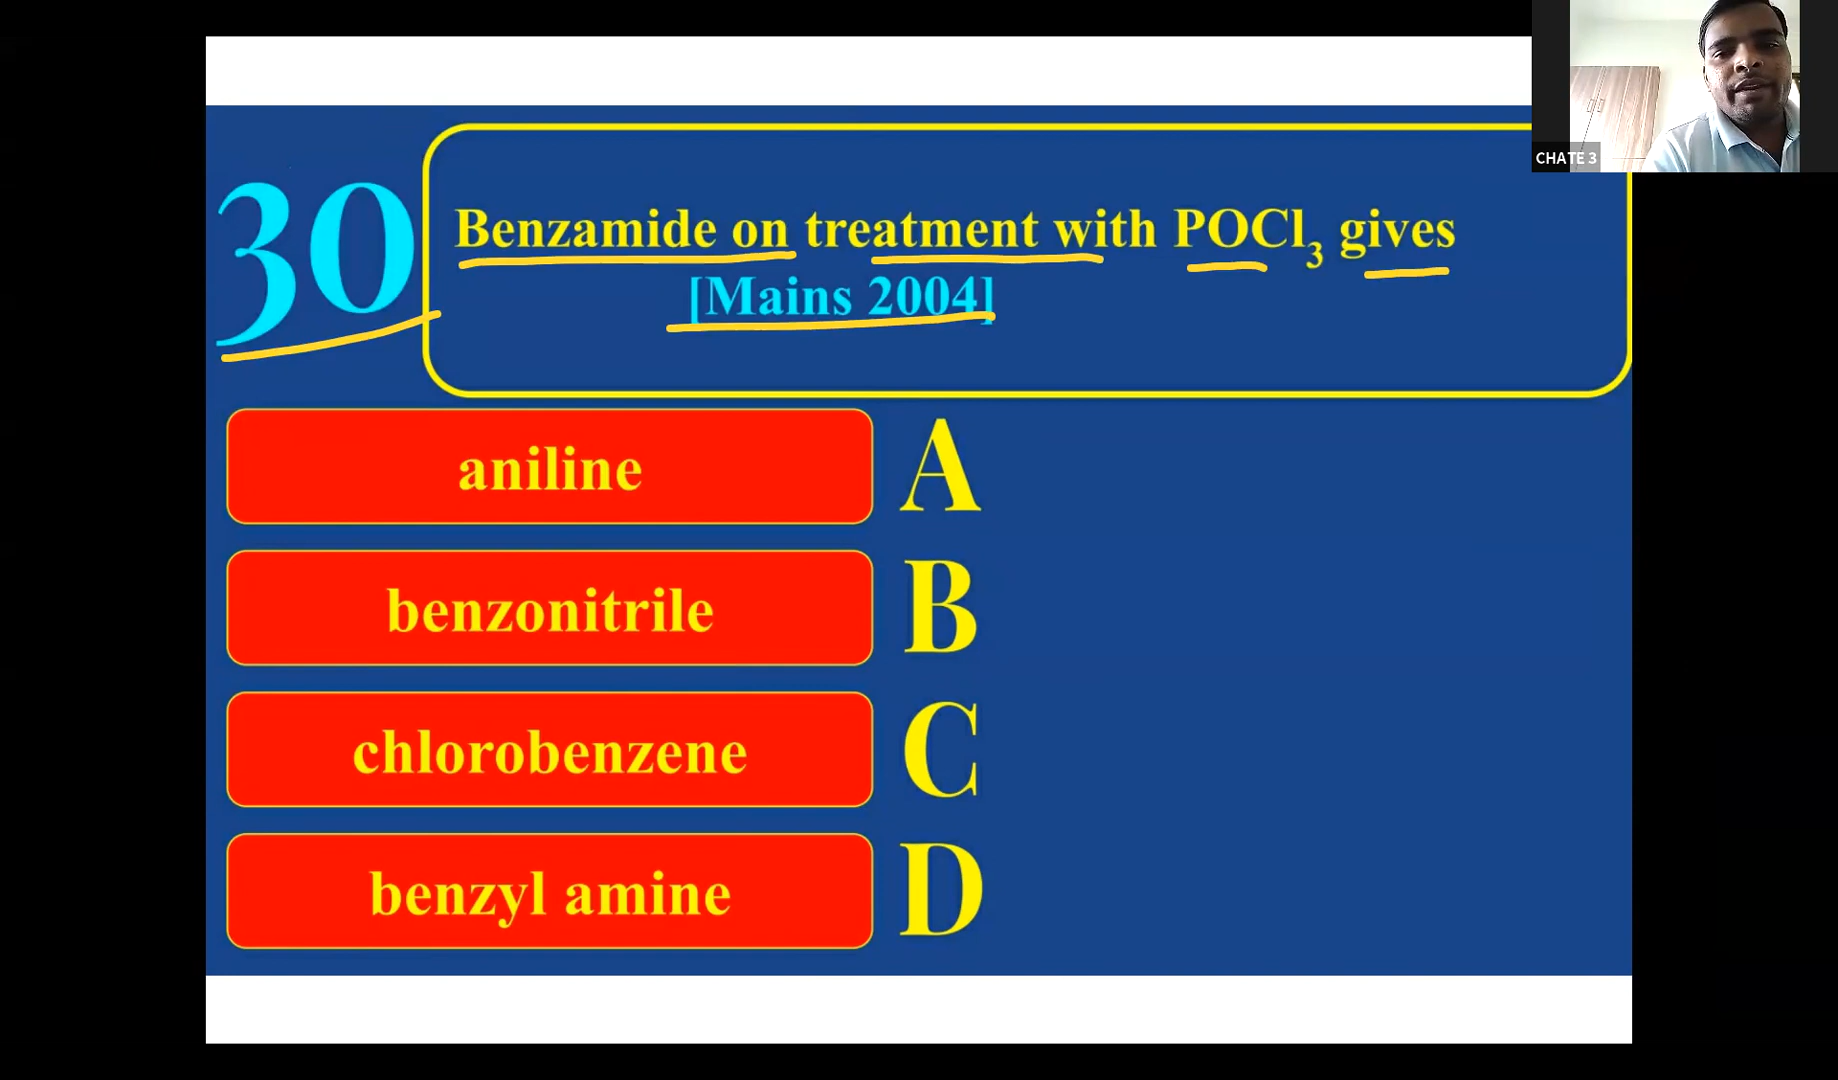 CHATE 3
30
Benzamide on treatment with POCl₃ gives
[Mains 2004]
aniline A
benzonitrile B
chlorobenzene C
benzyl amine D